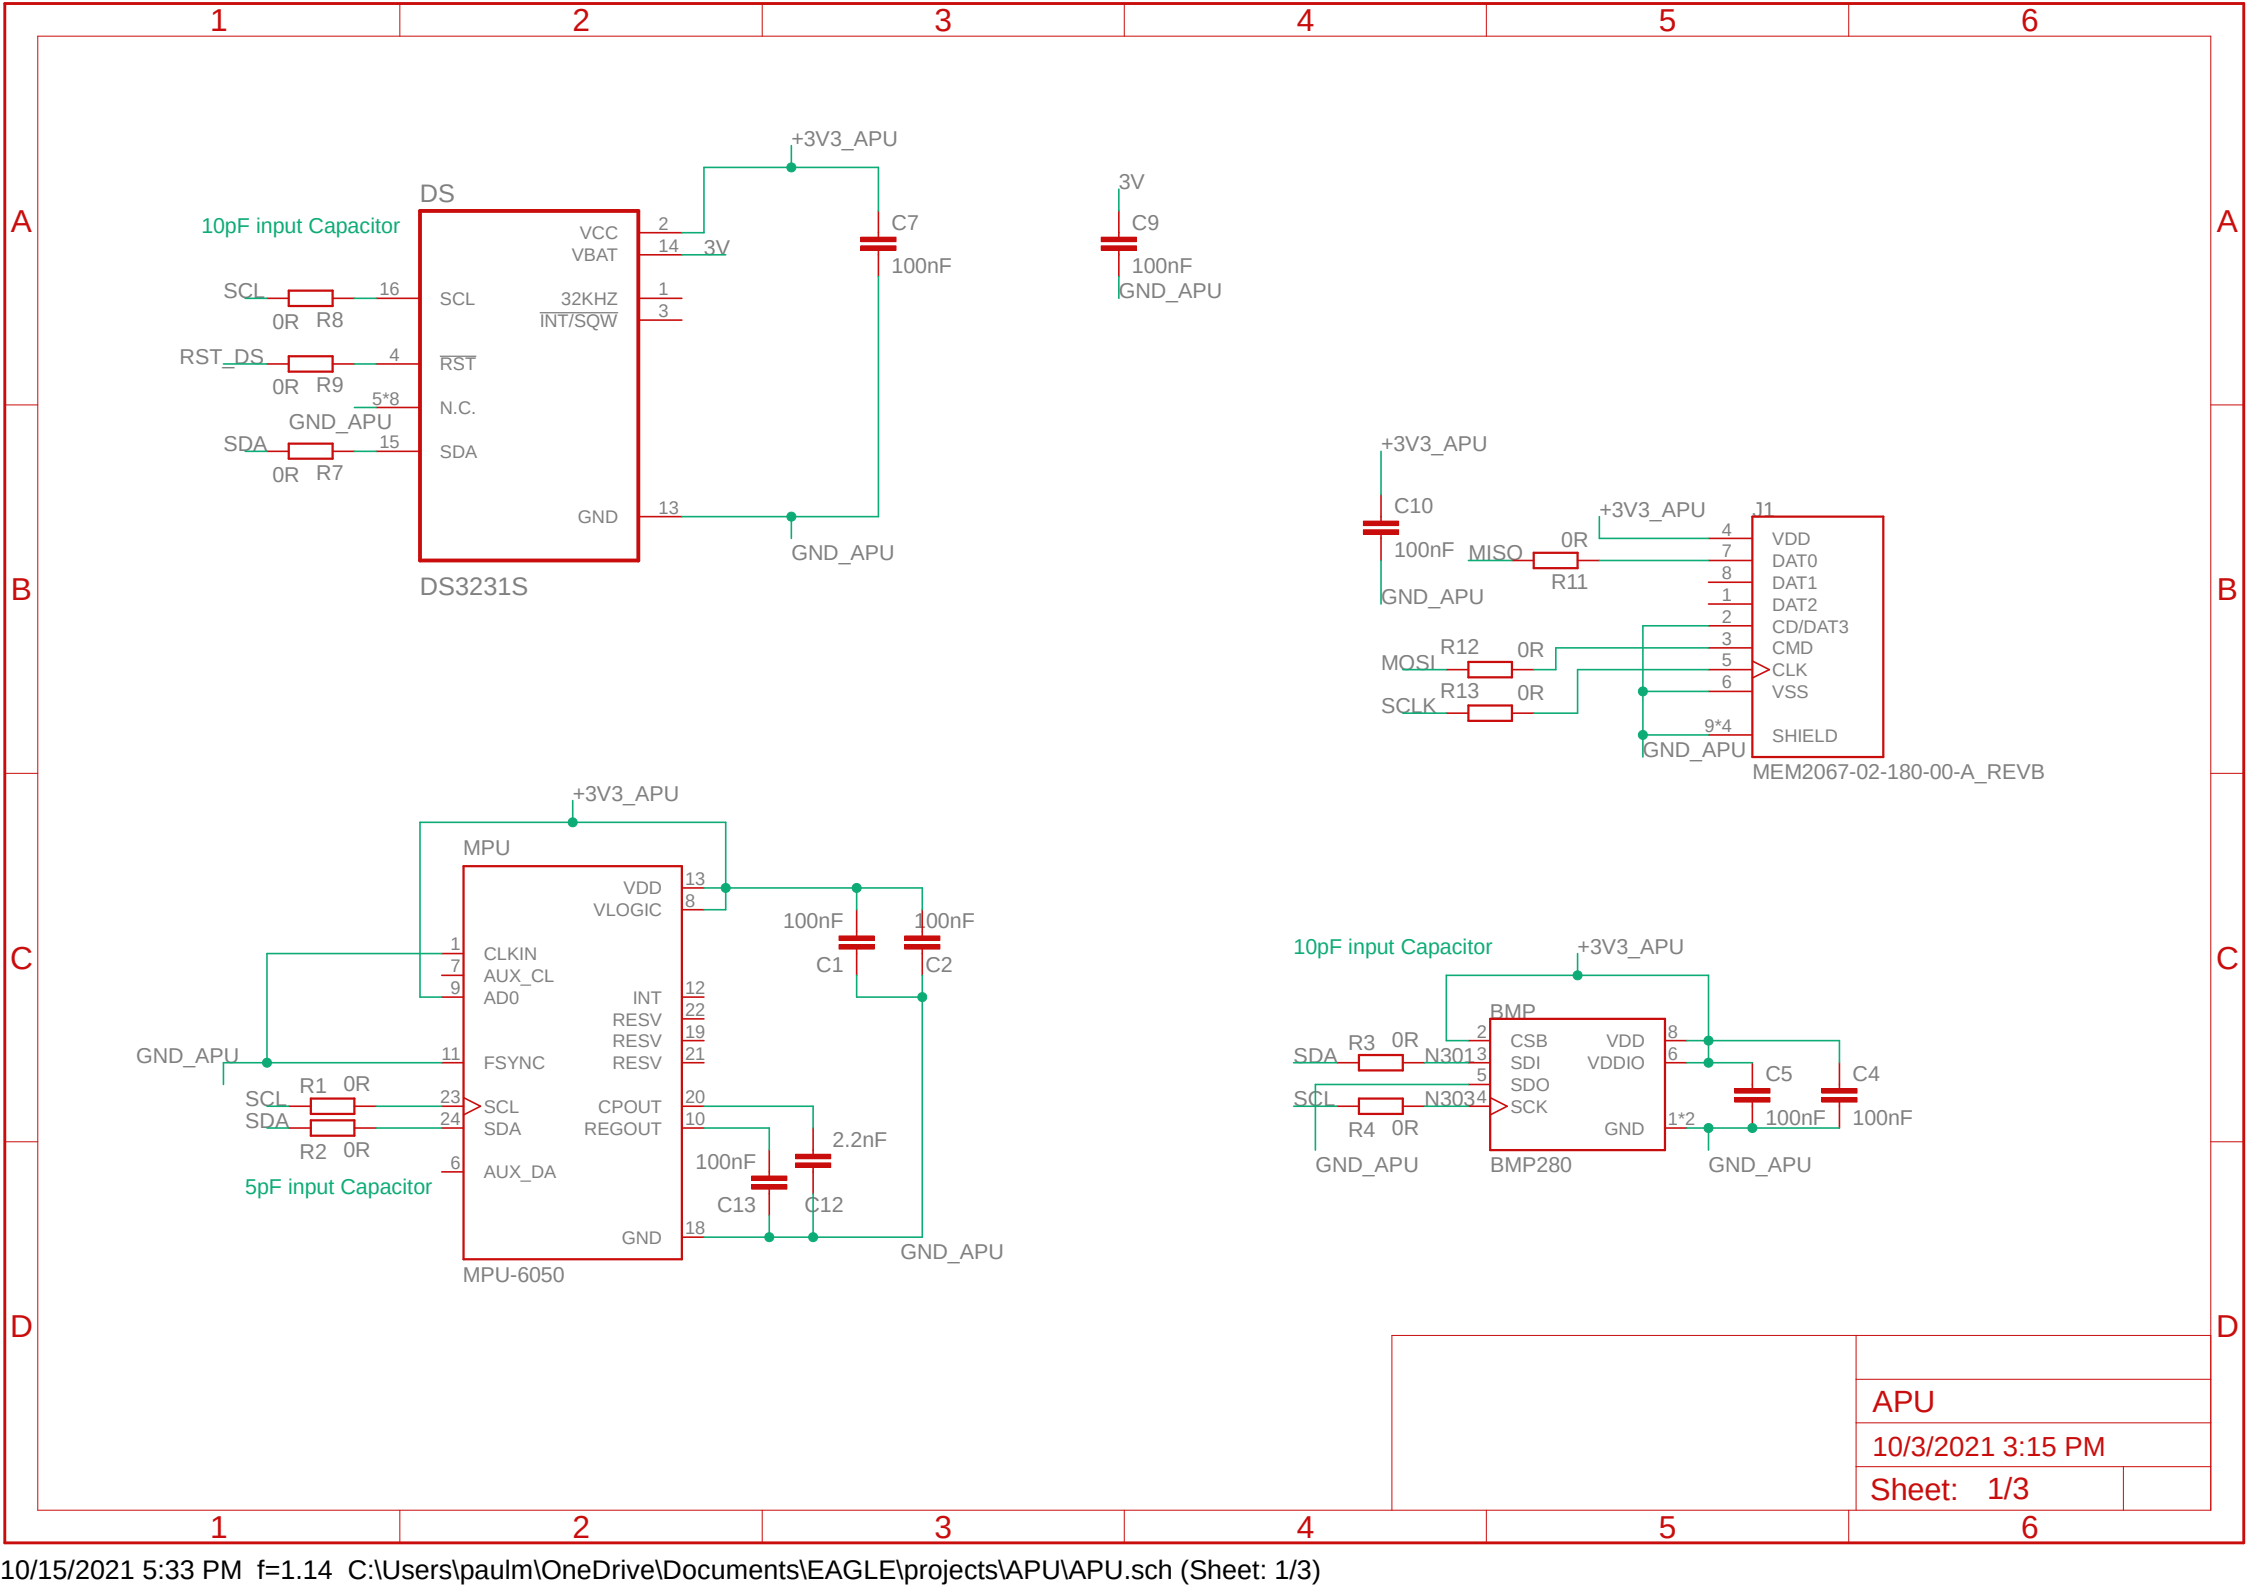 1 2 3 4 5 6
A A
B B
C C
D D
10pF input Capacitor
DS
VCC 2
VBAT 14 3V
SCL 0R R8 16 SCL
32KHZ 1
INT/SQW 3
RST_DS 0R R9 4 RST
5*8 N.C.
GND_APU
SDA 0R R7 15 SDA
GND 13
DS3231S
+3V3_APU
C7
100nF
GND_APU
3V
C9
100nF
GND_APU
+3V3_APU
C10
100nF
GND_APU
+3V3_APU
J1
4 VDD
MISO 0R R11 7 DAT0
8 DAT1
1 DAT2
2 CD/DAT3
MOSI R12 0R 3 CMD
SCLK R13 0R 5 CLK
6 VSS
9*4 SHIELD
GND_APU
MEM2067-02-180-00-A_REVB
+3V3_APU
MPU
VDD 13
VLOGIC 8
100nF 100nF
C1 C2
1 CLKIN
7 AUX_CL
9 AD0
INT 12
RESV 22
RESV 19
RESV 21
GND_APU
11 FSYNC
SCL R1 0R 23 SCL
SDA R2 0R 24 SDA
CPOUT 20
REGOUT 10
2.2nF
100nF
C13 C12
6 AUX_DA
5pF input Capacitor
GND 18
GND_APU
MPU-6050
10pF input Capacitor
+3V3_APU
BMP
2 CSB
VDD 8
SDA R3 0R N301 3 SDI
VDDIO 6
5 SDO
SCL R4 0R N303 4 SCK
C5 C4
100nF 100nF
GND 1*2
GND_APU
BMP280
GND_APU
APU
10/3/2021 3:15 PM
Sheet: 1/3
1 2 3 4 5 6
10/15/2021 5:33 PM f=1.14 C:\Users\paulm\OneDrive\Documents\EAGLE\projects\APU\APU.sch (Sheet: 1/3)